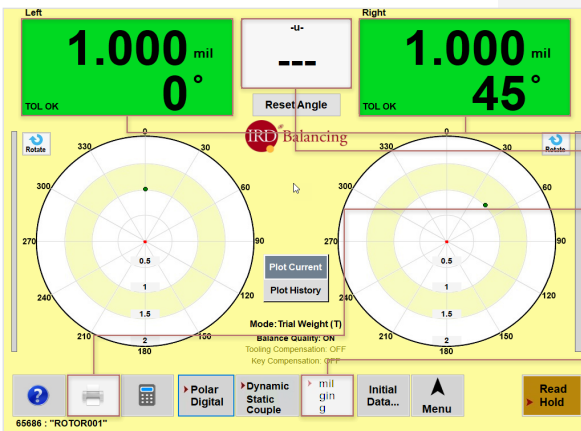 Left
1.000 mil
0°
TOL OK
-u-
---
Right
1.000 mil
45°
TOL OK
Reset Angle
IRD Balancing
Rotate
Rotate
0
30
60
90
120
150
180
210
240
270
300
330
0.5
1
1.5
2
0
30
60
90
120
150
180
210
240
270
300
330
0.5
1
1.5
2
Plot Current
Plot History
Mode: Trial Weight (T)
Balance Quality: ON
Tooling Compensation: OFF
Key Compensation: OFF
?
Polar
Digital
Dynamic
Static
Couple
mil
gin
g
Initial
Data...
Menu
Read
Hold
65686 : "ROTOR001"